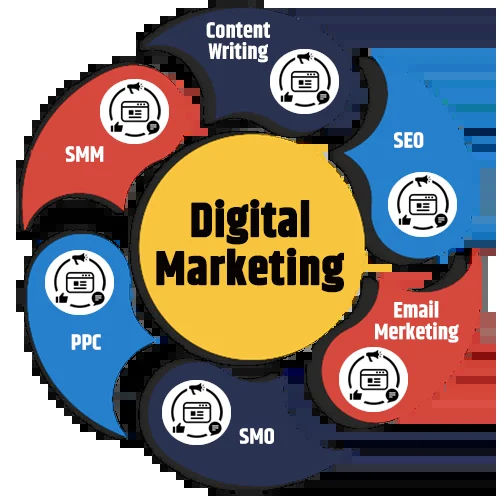 Content
Writing
SEO
SMM
Digital
Marketing
Email
Merketing
PPC
SMO